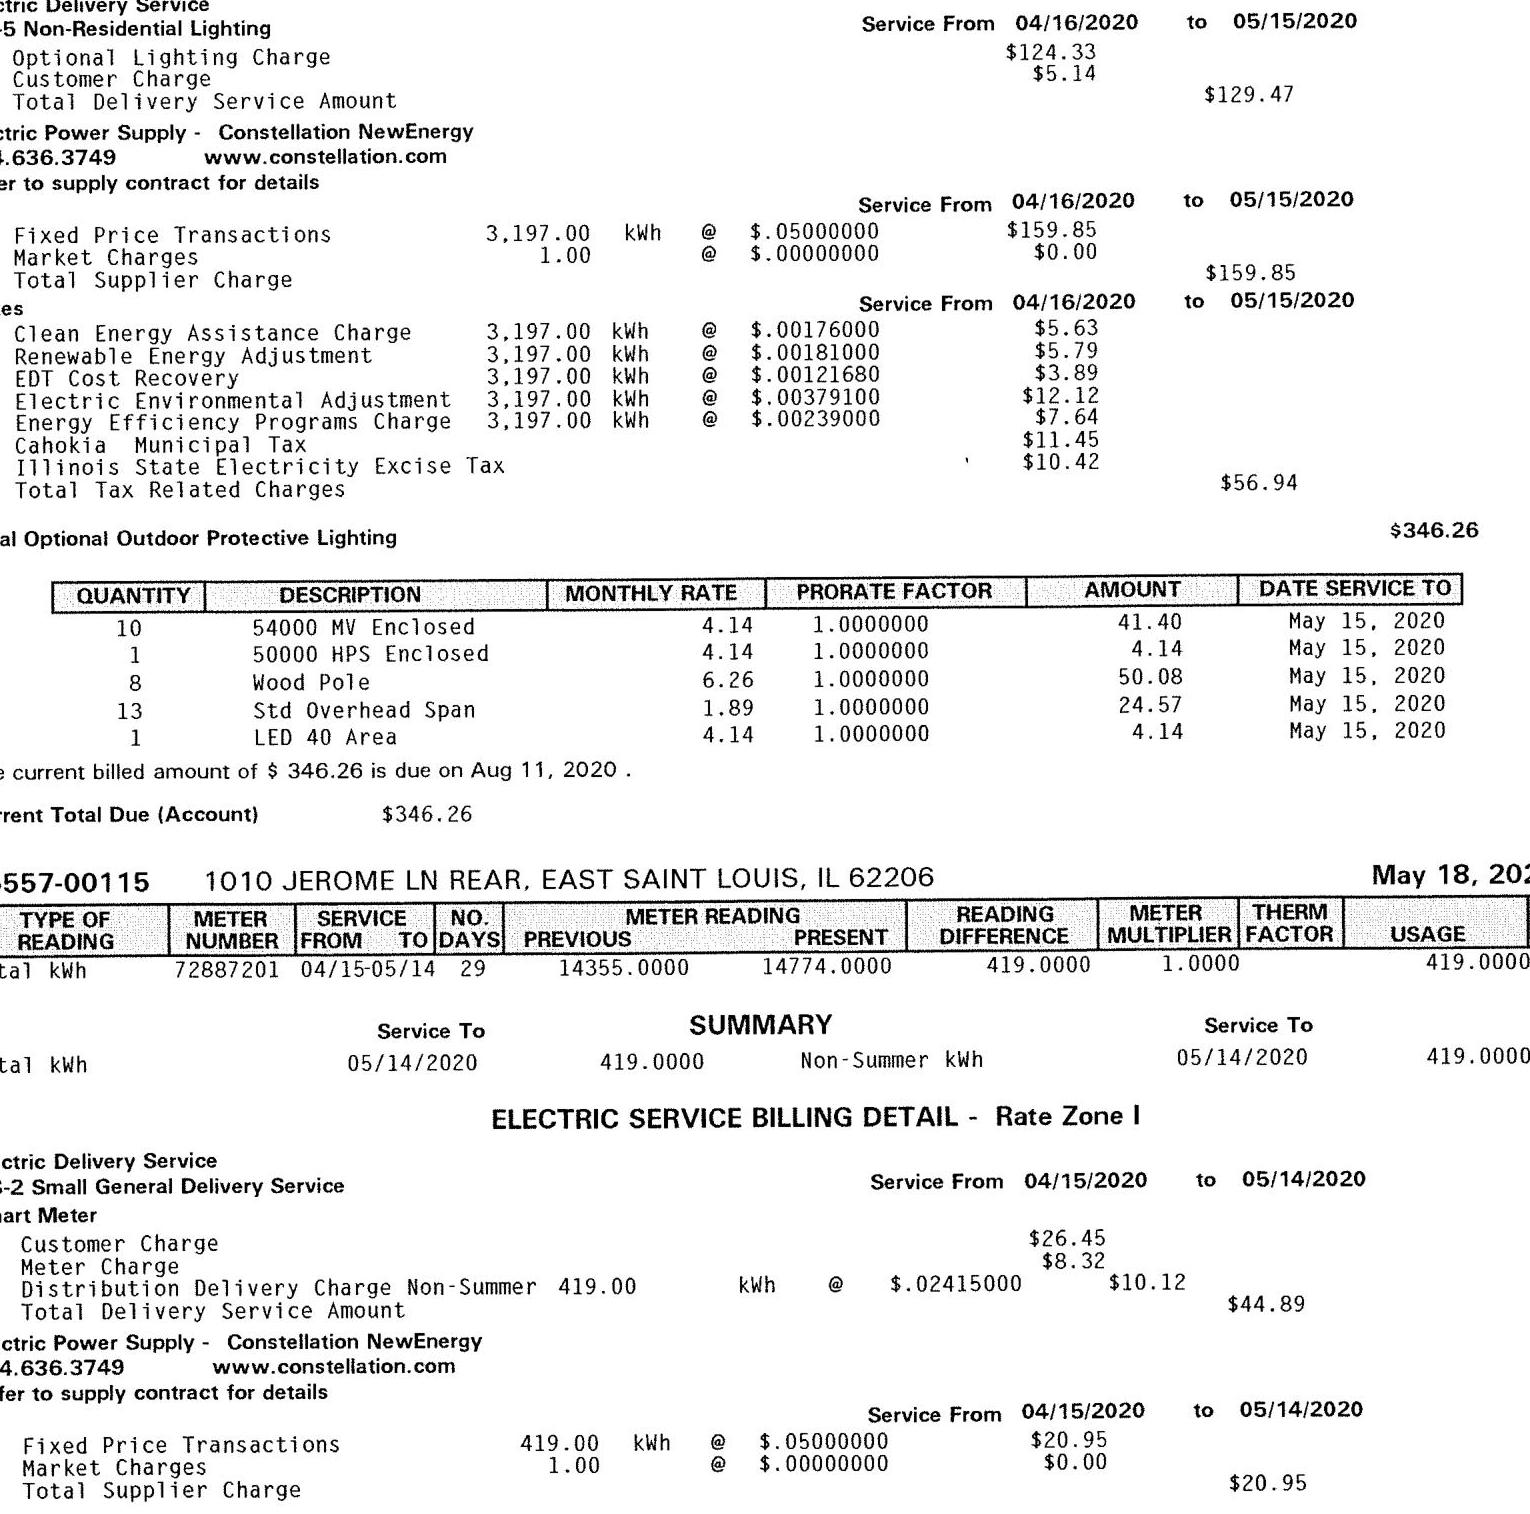 ctric Delivery Service
-5 Non-Residential Lighting Service From 04/16/2020 to 05/15/2020
Optional Lighting Charge $124.33
Customer Charge $5.14
Total Delivery Service Amount $129.47
ctric Power Supply - Constellation NewEnergy
4.636.3749 www.constellation.com
er to supply contract for details
Service From 04/16/2020 to 05/15/2020
Fixed Price Transactions 3,197.00 kWh @ $.05000000 $159.85
Market Charges 1.00 @ $.00000000 $0.00
Total Supplier Charge $159.85
es Service From 04/16/2020 to 05/15/2020
Clean Energy Assistance Charge 3,197.00 kWh @ $.00176000 $5.63
Renewable Energy Adjustment 3,197.00 kWh @ $.00181000 $5.79
EDT Cost Recovery 3,197.00 kWh @ $.00121680 $3.89
Electric Environmental Adjustment 3,197.00 kWh @ $.00379100 $12.12
Energy Efficiency Programs Charge 3,197.00 kWh @ $.00239000 $7.64
Cahokia Municipal Tax $11.45
Illinois State Electricity Excise Tax $10.42
Total Tax Related Charges $56.94
al Optional Outdoor Protective Lighting $346.26
QUANTITY DESCRIPTION MONTHLY RATE PRORATE FACTOR AMOUNT DATE SERVICE TO
10 54000 MV Enclosed 4.14 1.0000000 41.40 May 15, 2020
1 50000 HPS Enclosed 4.14 1.0000000 4.14 May 15, 2020
8 Wood Pole 6.26 1.0000000 50.08 May 15, 2020
13 Std Overhead Span 1.89 1.0000000 24.57 May 15, 2020
1 LED 40 Area 4.14 1.0000000 4.14 May 15, 2020
e current billed amount of $ 346.26 is due on Aug 11, 2020 .
rrent Total Due (Account) $346.26
-557-00115 1010 JEROME LN REAR, EAST SAINT LOUIS, IL 62206 May 18, 202
TYPE OF METER SERVICE NO. METER READING READING METER THERM
READING NUMBER FROM TO DAYS PREVIOUS PRESENT DIFFERENCE MULTIPLIER FACTOR USAGE
tal kWh 72887201 04/15-05/14 29 14355.0000 14774.0000 419.0000 1.0000 419.0000
Service To SUMMARY Service To
tal kWh 05/14/2020 419.0000 Non-Summer kWh 05/14/2020 419.0000
ELECTRIC SERVICE BILLING DETAIL - Rate Zone I
ctric Delivery Service
S-2 Small General Delivery Service Service From 04/15/2020 to 05/14/2020
art Meter
Customer Charge $26.45
Meter Charge $8.32
Distribution Delivery Charge Non-Summer 419.00 kWh @ $.02415000 $10.12
Total Delivery Service Amount $44.89
ctric Power Supply - Constellation NewEnergy
4.636.3749 www.constellation.com
fer to supply contract for details
Service From 04/15/2020 to 05/14/2020
Fixed Price Transactions 419.00 kWh @ $.05000000 $20.95
Market Charges 1.00 @ $.00000000 $0.00
Total Supplier Charge $20.95